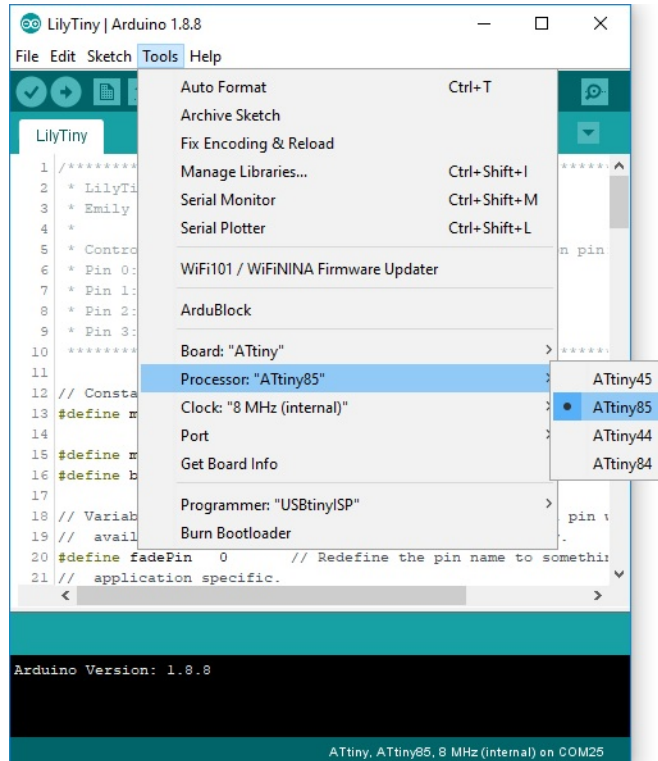 LilyTiny | Arduino 1.8.8
File Edit Sketch Tools Help
LilyTiny
Auto Format Ctrl+T
Archive Sketch
Fix Encoding & Reload
Manage Libraries... Ctrl+Shift+I
Serial Monitor Ctrl+Shift+M
Serial Plotter Ctrl+Shift+L
WiFi101 / WiFiNINA Firmware Updater
ArduBlock
Board: "ATtiny"
Processor: "ATtiny85"
Clock: "8 MHz (internal)"
Port
Get Board Info
Programmer: "USBtinyISP"
Burn Bootloader
ATtiny45
ATtiny85
ATtiny44
ATtiny84
1 /******** *****
2 * LilyTi
3 * Emily
4 *
5 * Contro n pin
6 * Pin 0:
7 * Pin 1:
8 * Pin 2:
9 * Pin 3:
10 ******** *****
11
12 // Consta
13 #define m
14
15 #define m
16 #define b
17
18 // Variab pin
19 // avail .
20 #define fadePin 0 // Redefine the pin name to somethin
21 // application specific.
Arduino Version: 1.8.8
ATtiny, ATtiny85, 8 MHz (internal) on COM25